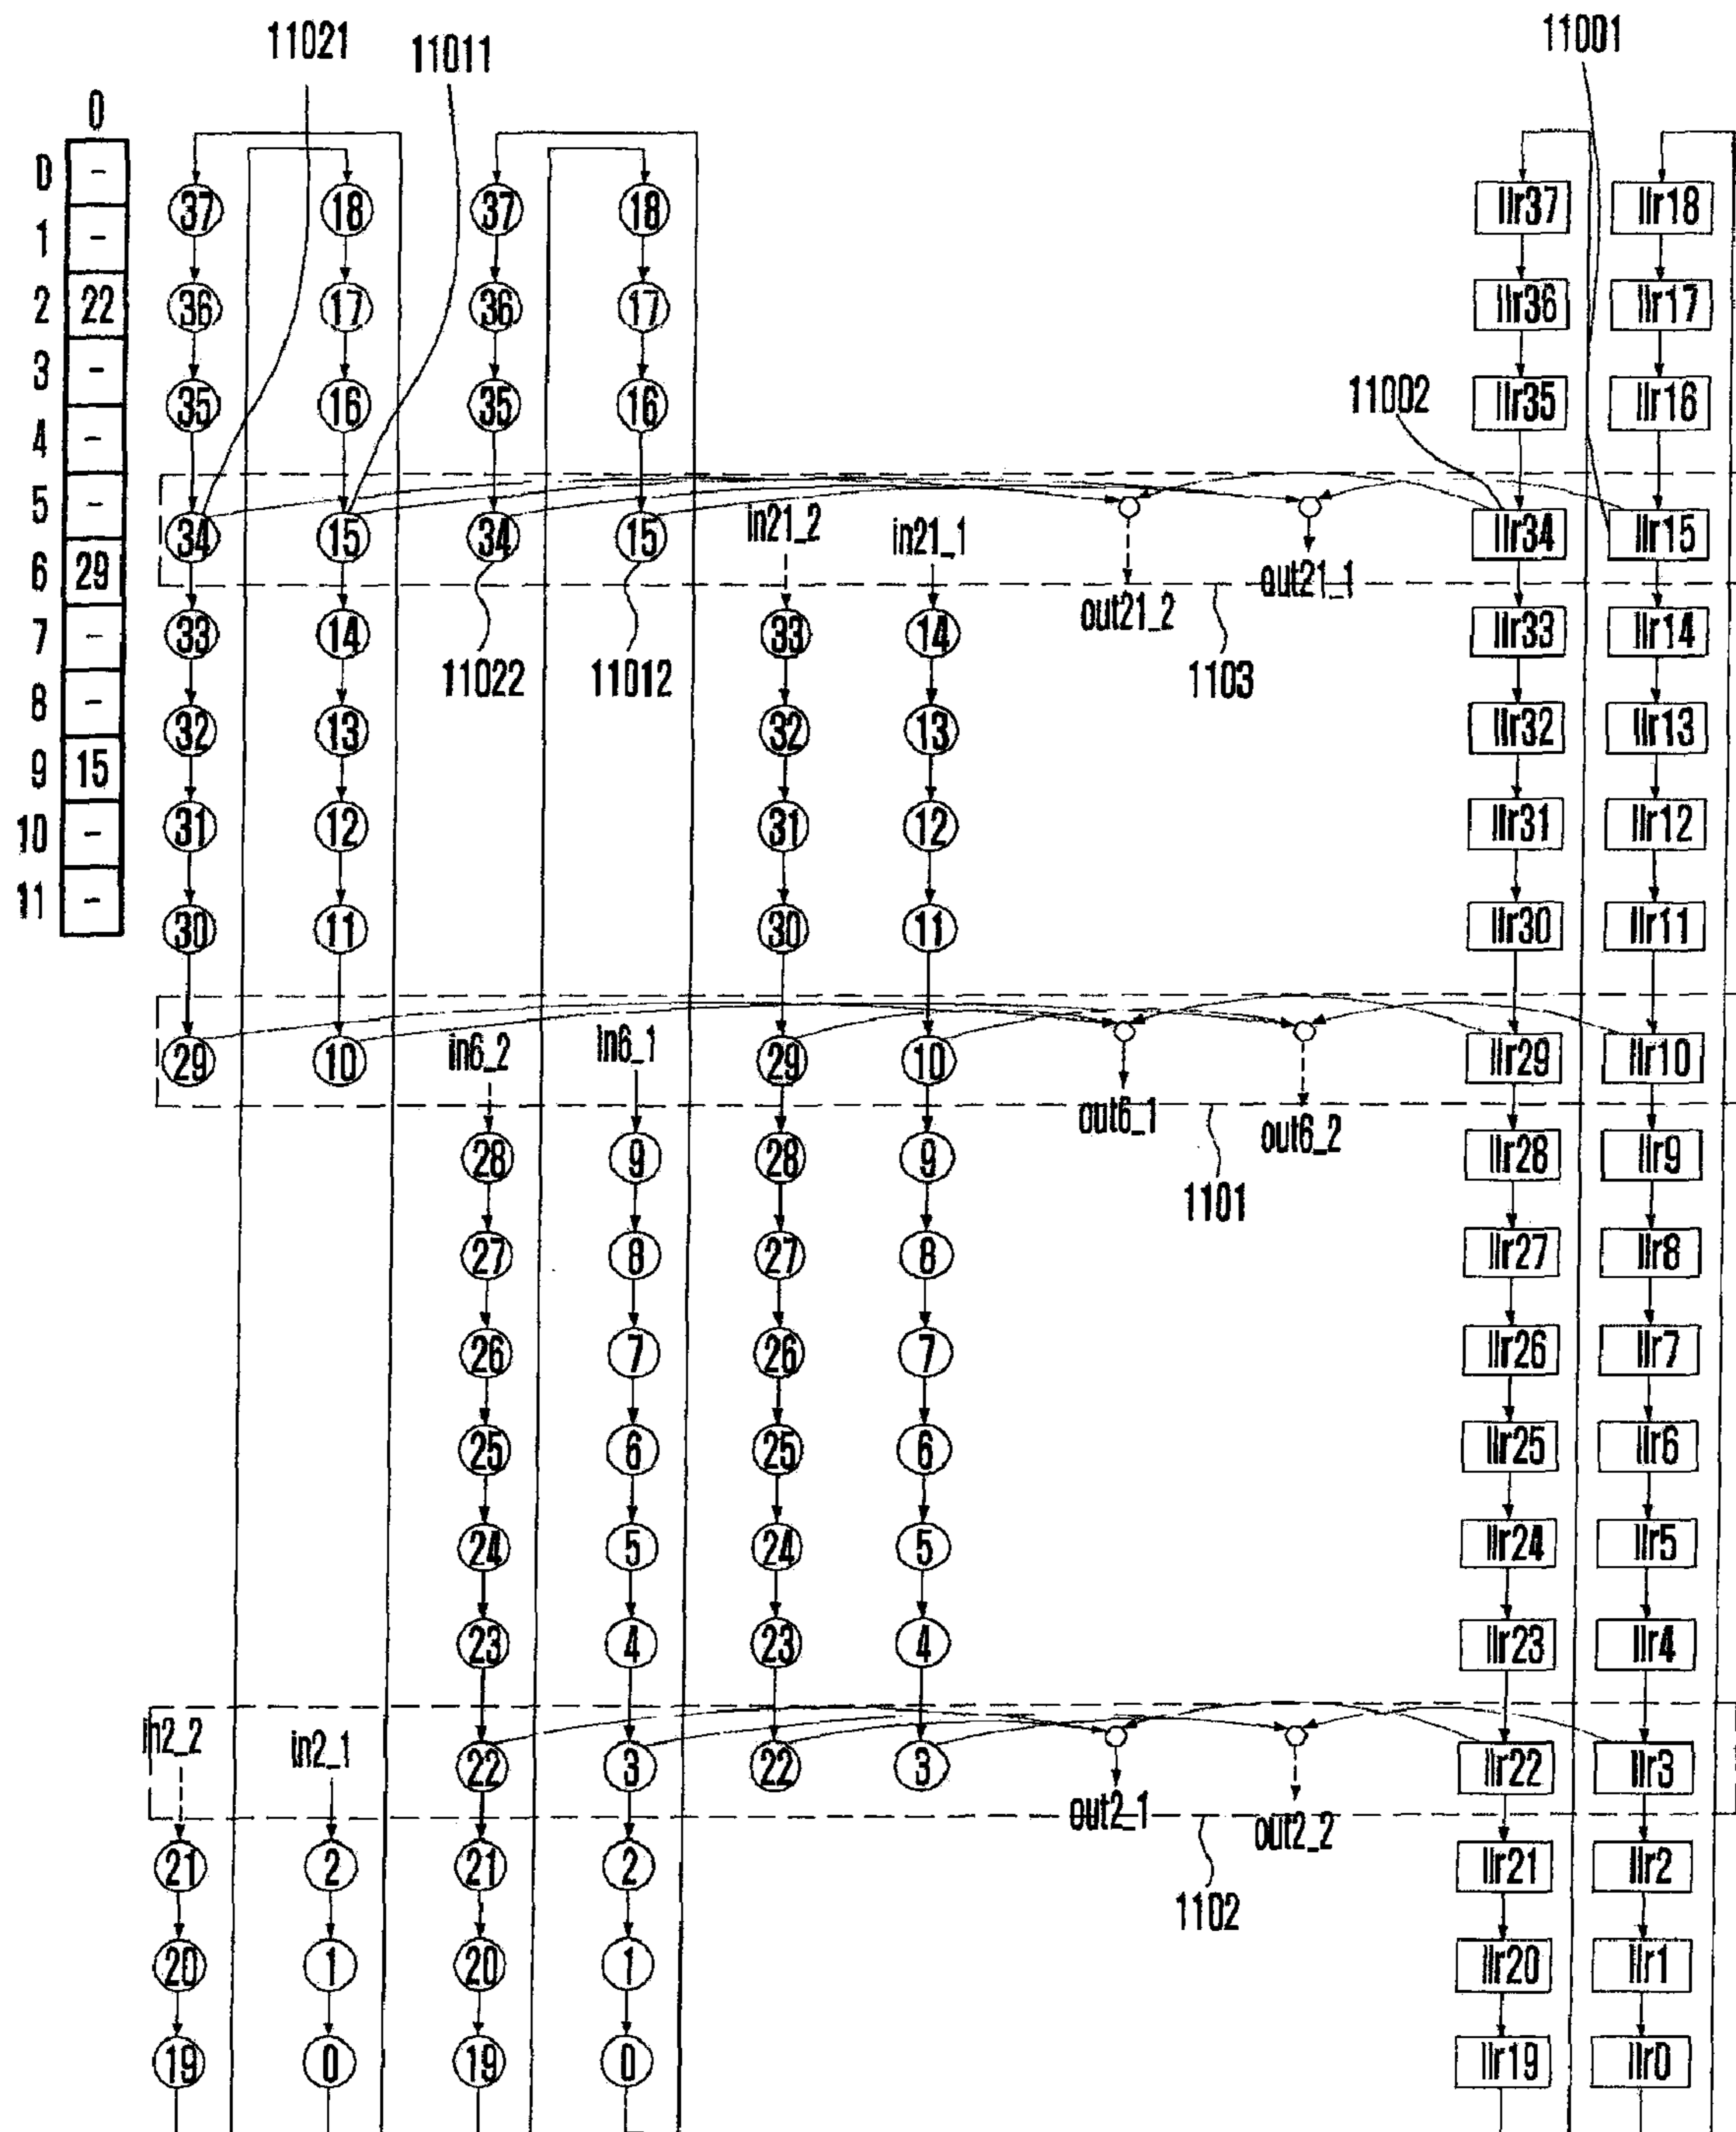 11021 11011 11001
0
0 -
37 18 37 18 llr37 llr18
1 -
2 22 36 17 36 17 llr36 llr17
3 -
35 16 35 16 11002 llr35 llr16
4 -
5 -
34 15 34 15 in21_2 in21_1 llr34 llr15
6 29
out21_2 out21_1
7 - 33 14 33 14 llr33 llr14
11022 11012 1103
8 -
32 13 32 13 llr32 llr13
9 15
10 - 31 12 31 12 llr31 llr12
11 -
30 11 30 11 llr30 llr11
29 10 in6_2 in6_1 29 10 llr29 llr10
out6_1 out6_2
28 9 28 9 llr28 llr9
1101
27 8 27 8 llr27 llr8
26 7 26 7 llr26 llr7
25 6 25 6 llr25 llr6
24 5 24 5 llr24 llr5
23 4 23 4 llr23 llr4
in2_2 in2_1 22 3 22 3 llr22 llr3
out2_1 out2_2
21 2 21 2 llr21 llr2
1102
20 1 20 1 llr20 llr1
19 0 19 0 llr19 llr0